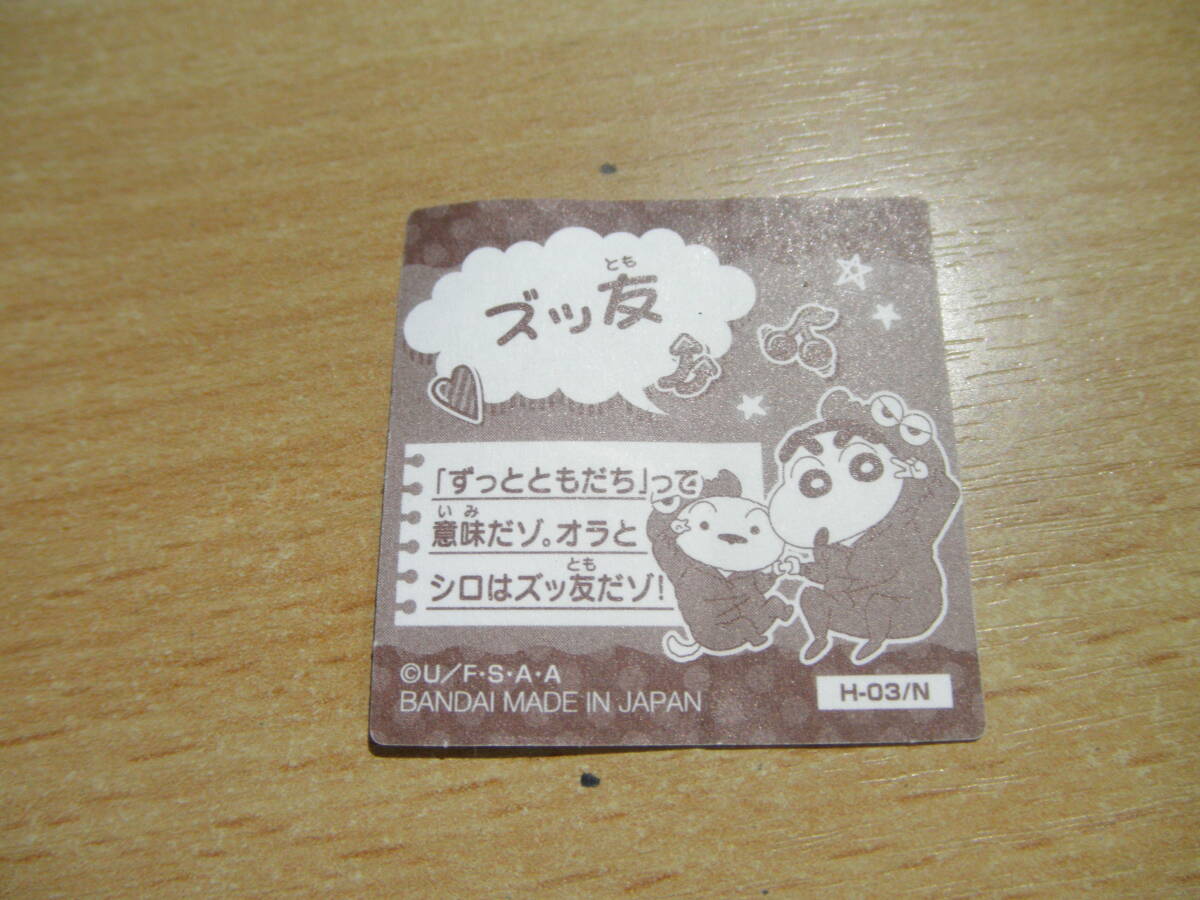 とも
ズッ友
「ずっとともだち」って
いみ
意味だゾ。オラと
とも
シロはズッ友だゾ!
©U/F・S・A・A
BANDAI MADE IN JAPAN
H-03/N